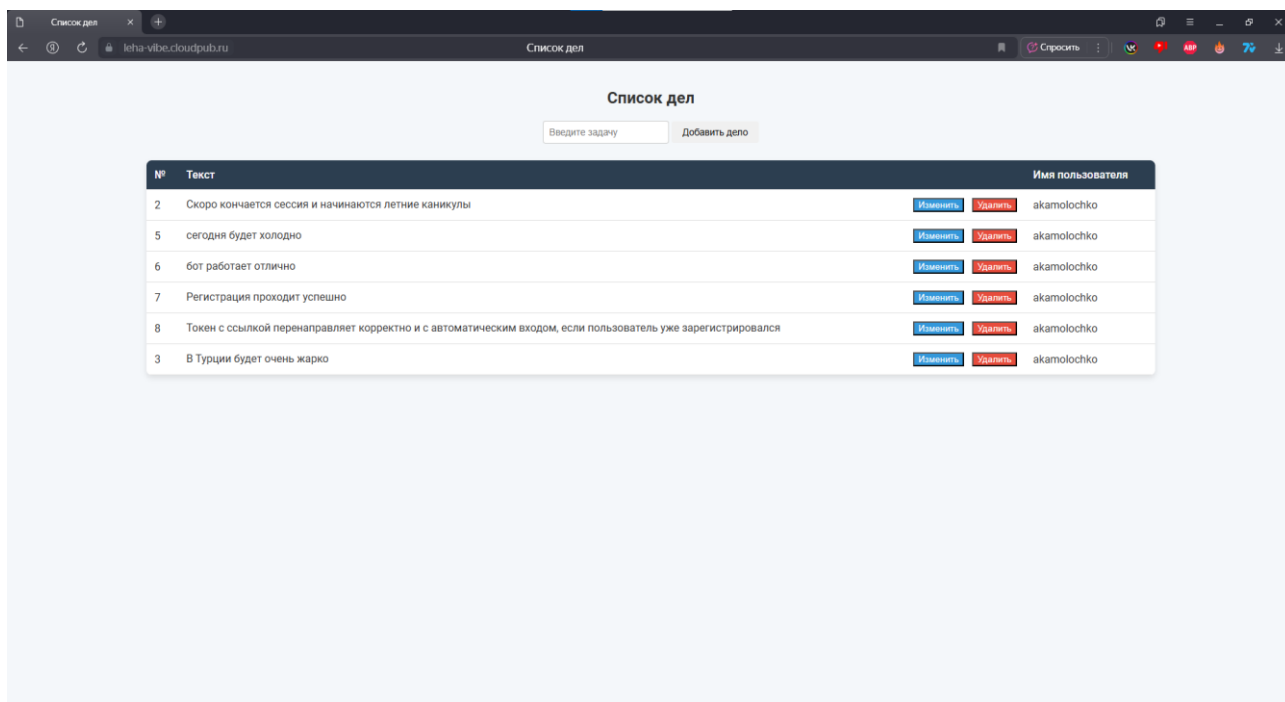 Список дел
leha-vibe.cloudpub.ru Список дел Спросить
Список дел
Введите задачу Добавить дело
№ Текст Имя пользователя
2 Скоро кончается сессия и начинаются летние каникулы Изменить Удалить akamolochko
5 сегодня будет холодно Изменить Удалить akamolochko
6 бот работает отлично Изменить Удалить akamolochko
7 Регистрация проходит успешно Изменить Удалить akamolochko
8 Токен с ссылкой перенаправляет корректно и с автоматическим входом, если пользователь уже зарегистрировался Изменить Удалить akamolochko
3 В Турции будет очень жарко Изменить Удалить akamolochko